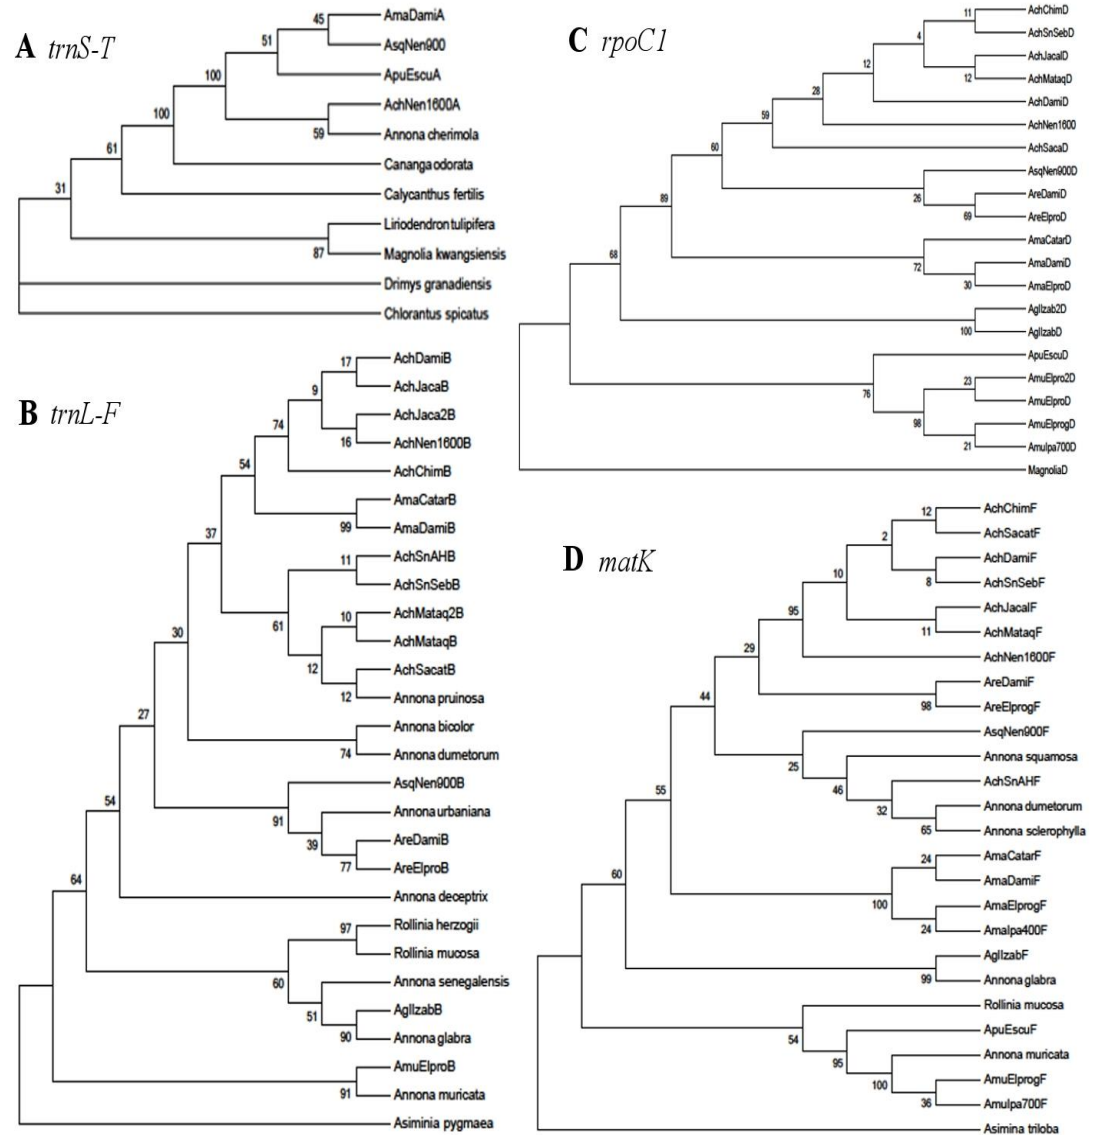 A trnS-T
45
AmaDamiA
51
AsqNen900
100
ApuEscuA
100
AchNen1600A
59
Annona cherimola
61
Cananga odorata
31
Calycanthus fertilis
Liriodendron tulipifera
87
Magnolia kwangsiensis
Drimys granadiensis
Chlorantus spicatus
B trnL-F
17
AchDamiB
9
AchJacaB
74
AchJaca2B
16
AchNen1600B
54
AchChimB
AmaCatarB
99
AmaDamiB
37
11
AchSnAHB
AchSnSebB
61
10
AchMataq2B
AchMataqB
30
12
AchSacatB
12
Annona pruinosa
Annona bicolor
74
Annona dumetorum
27
AsqNen900B
91
Annona urbaniana
39
AreDamiB
77
AreElproB
54
Annona deceptrix
64
97
Rollinia herzogii
Rollinia mucosa
60
Annona senegalensis
51
AglIzabB
90
Annona glabra
AmuElproB
91
Annona muricata
Asiminia pygmaea
C rpoC1
11
AchChimD
4
AchSnSebD
12
AchJacalD
12
AchMataqD
28
AchDamiD
59
AchNen1600
60
AchSacaD
AsqNen900D
26
AreDamiD
69
AreElproD
89
AmaCatarD
72
AmaDamiD
30
AmaElproD
68
AglIzab2D
100
AglIzabD
ApuEscuD
76
23
AmuElpro2D
AmuElproD
98
AmuElprogD
21
AmuIpa700D
MagnoliaD
D matK
12
AchChimF
2
AchSacatF
10
AchDamiF
8
AchSnSebF
95
AchJacalF
11
AchMataqF
29
AchNen1600F
AreDamiF
98
AreElprogF
44
AsqNen900F
25
Annona squamosa
46
AchSnAHF
32
Annona dumetorum
65
Annona sclerophylla
55
24
AmaCatarF
AmaDamiF
100
AmaElprogF
24
AmaIpa400F
60
AglIzabF
99
Annona glabra
Rollinia mucosa
54
ApuEscuF
95
Annona muricata
100
AmuElprogF
36
AmuIpa700F
Asimina triloba